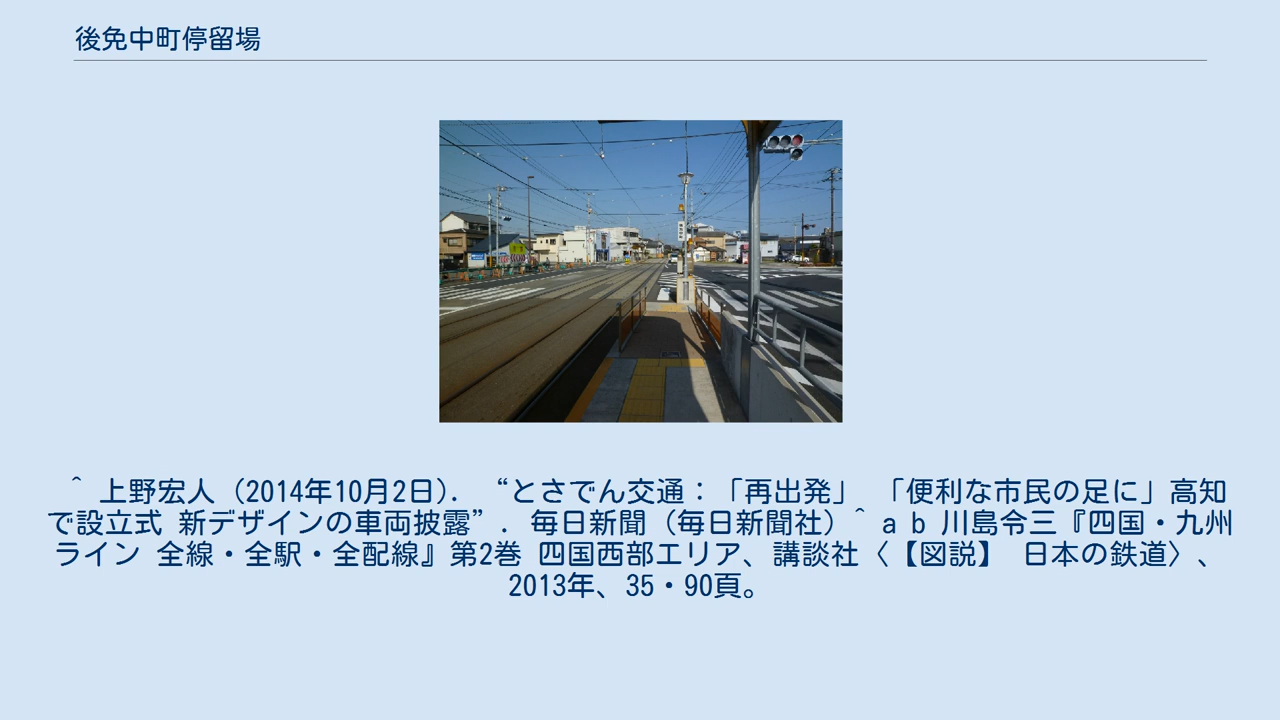 後免中町停留場
^ 上野宏人 (2014年10月2日). “とさでん交通：「再出発」 「便利な市民の足に」高知
で設立式 新デザインの車両披露”. 毎日新聞 (毎日新聞社)^ a b 川島令三『四国・九州
ライン 全線・全駅・全配線』第2巻 四国西部エリア、講談社〈【図説】 日本の鉄道〉、
2013年、35・90頁。